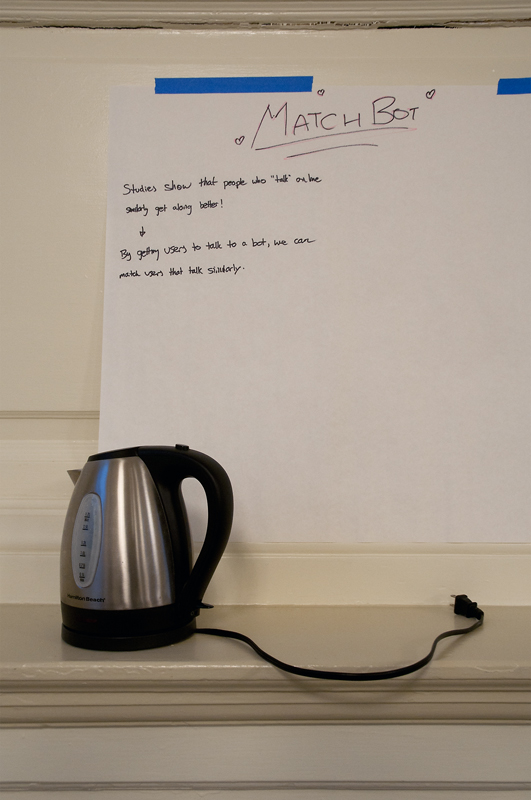 MATCH BOT
Studies show that people who "talk" online
similarly get along better!
By getting users to talk to a bot, we can
match users that talk similarly.
Hamilton Beach